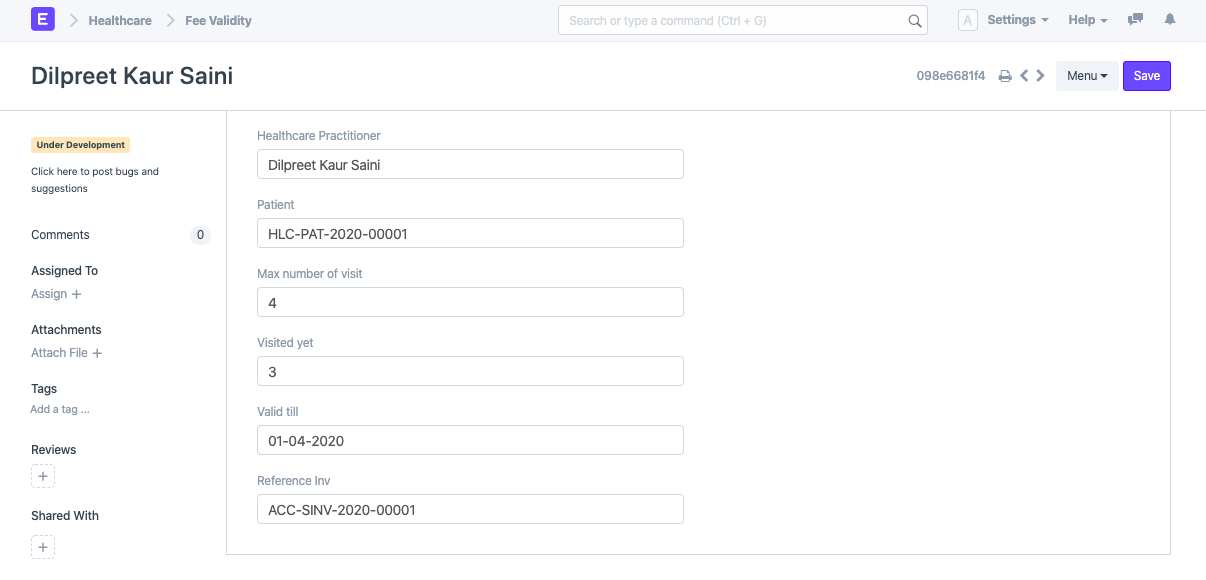 E
Healthcare
Fee Validity
Search or type a command (Ctrl + G)
A
Settings
Help
Dilpreet Kaur Saini
098e6681f4
Menu
Save
Under Development
Click here to post bugs and
suggestions
Comments
0
Assigned To
Assign +
Attachments
Attach File +
Tags
Add a tag ...
Reviews
+
Shared With
+
Healthcare Practitioner
Dilpreet Kaur Saini
Patient
HLC-PAT-2020-00001
Max number of visit
4
Visited yet
3
Valid till
01-04-2020
Reference Inv
ACC-SINV-2020-00001